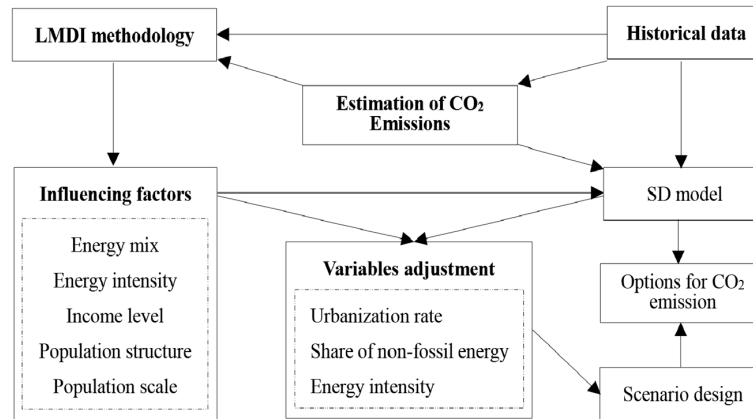 LMDI methodology
Historical data
Estimation of CO₂
Emissions
Influencing factors
Energy mix
Energy intensity
Income level
Population structure
Population scale
Variables adjustment
Urbanization rate
Share of non-fossil energy
Energy intensity
SD model
Options for CO₂
emission
Scenario design